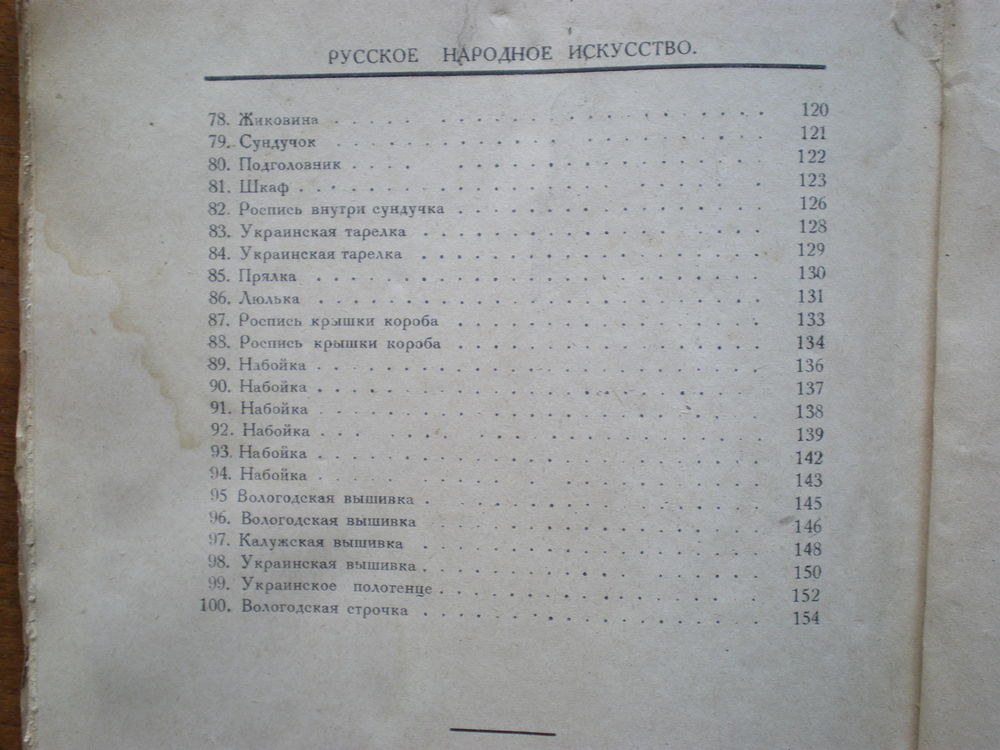 РУССКОЕ НАРОДНОЕ ИСКУССТВО.
78. Жиковина . . . . . . . . . . . . . . . . . 120
79. Сундучок . . . . . . . . . . . . . . . . . 121
80. Подголовник . . . . . . . . . . . . . . . . 122
81. Шкаф . . . . . . . . . . . . . . . . . . 123
82. Роспись внутри сундучка . . . . . . . . . . . . 126
83. Украинская тарелка . . . . . . . . . . . . . 128
84. Украинская тарелка . . . . . . . . . . . . . 129
85. Прялка . . . . . . . . . . . . . . . . . 130
86. Люлька . . . . . . . . . . . . . . . . . 131
87. Роспись крышки короба . . . . . . . . . . . . 133
88. Роспись крышки короба . . . . . . . . . . . . 134
89. Набойка . . . . . . . . . . . . . . . . . 136
90. Набойка . . . . . . . . . . . . . . . . . 137
91. Набойка . . . . . . . . . . . . . . . . . 138
92. Набойка . . . . . . . . . . . . . . . . . 139
93. Набойка . . . . . . . . . . . . . . . . . 142
94. Набойка . . . . . . . . . . . . . . . . . 143
95 Вологодская вышивка . . . . . . . . . . . . . 145
96. Вологодская вышивка . . . . . . . . . . . . 146
97. Калужская вышивка . . . . . . . . . . . . . 148
98. Украинская вышивка . . . . . . . . . . . . . 150
99. Украинское полотенце . . . . . . . . . . . . 152
100. Вологодская строчка . . . . . . . . . . . . . 154